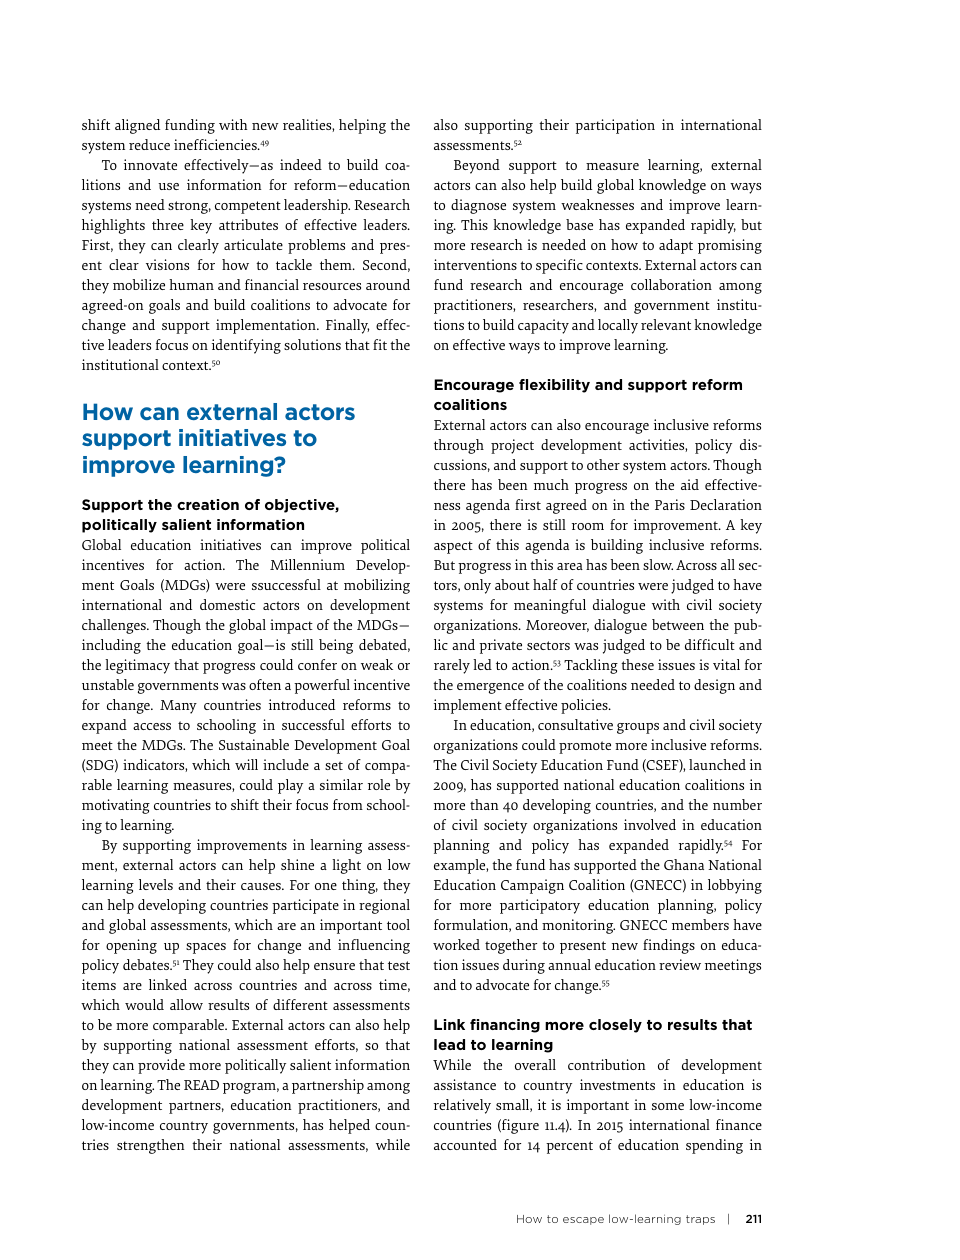 shift aligned funding with new realities, helping the
system reduce inefficiencies.49
To innovate effectively—as indeed to build coa-
litions and use information for reform—education
systems need strong, competent leadership. Research
highlights three key attributes of effective leaders.
First, they can clearly articulate problems and pres-
ent clear visions for how to tackle them. Second,
they mobilize human and financial resources around
agreed-on goals and build coalitions to advocate for
change and support implementation. Finally, effec-
tive leaders focus on identifying solutions that fit the
institutional context.50
How can external actors
support initiatives to
improve learning?
Support the creation of objective,
politically salient information
Global education initiatives can improve political
incentives for action. The Millennium Develop-
ment Goals (MDGs) were ssuccessful at mobilizing
international and domestic actors on development
challenges. Though the global impact of the MDGs—
including the education goal—is still being debated,
the legitimacy that progress could confer on weak or
unstable governments was often a powerful incentive
for change. Many countries introduced reforms to
expand access to schooling in successful efforts to
meet the MDGs. The Sustainable Development Goal
(SDG) indicators, which will include a set of compa-
rable learning measures, could play a similar role by
motivating countries to shift their focus from school-
ing to learning.
By supporting improvements in learning assess-
ment, external actors can help shine a light on low
learning levels and their causes. For one thing, they
can help developing countries participate in regional
and global assessments, which are an important tool
for opening up spaces for change and influencing
policy debates.51 They could also help ensure that test
items are linked across countries and across time,
which would allow results of different assessments
to be more comparable. External actors can also help
by supporting national assessment efforts, so that
they can provide more politically salient information
on learning. The READ program, a partnership among
development partners, education practitioners, and
low-income country governments, has helped coun-
tries strengthen their national assessments, while
also supporting their participation in international
assessments.52
Beyond support to measure learning, external
actors can also help build global knowledge on ways
to diagnose system weaknesses and improve learn-
ing. This knowledge base has expanded rapidly, but
more research is needed on how to adapt promising
interventions to specific contexts. External actors can
fund research and encourage collaboration among
practitioners, researchers, and government institu-
tions to build capacity and locally relevant knowledge
on effective ways to improve learning.
Encourage flexibility and support reform
coalitions
External actors can also encourage inclusive reforms
through project development activities, policy dis-
cussions, and support to other system actors. Though
there has been much progress on the aid effective-
ness agenda first agreed on in the Paris Declaration
in 2005, there is still room for improvement. A key
aspect of this agenda is building inclusive reforms.
But progress in this area has been slow. Across all sec-
tors, only about half of countries were judged to have
systems for meaningful dialogue with civil society
organizations. Moreover, dialogue between the pub-
lic and private sectors was judged to be difficult and
rarely led to action.53 Tackling these issues is vital for
the emergence of the coalitions needed to design and
implement effective policies.
In education, consultative groups and civil society
organizations could promote more inclusive reforms.
The Civil Society Education Fund (CSEF), launched in
2009, has supported national education coalitions in
more than 40 developing countries, and the number
of civil society organizations involved in education
planning and policy has expanded rapidly.54 For
example, the fund has supported the Ghana National
Education Campaign Coalition (GNECC) in lobbying
for more participatory education planning, policy
formulation, and monitoring. GNECC members have
worked together to present new findings on educa-
tion issues during annual education review meetings
and to advocate for change.55
Link financing more closely to results that
lead to learning
While the overall contribution of development
assistance to country investments in education is
relatively small, it is important in some low-income
countries (figure 11.4). In 2015 international finance
accounted for 14 percent of education spending in
How to escape low-learning traps | 211